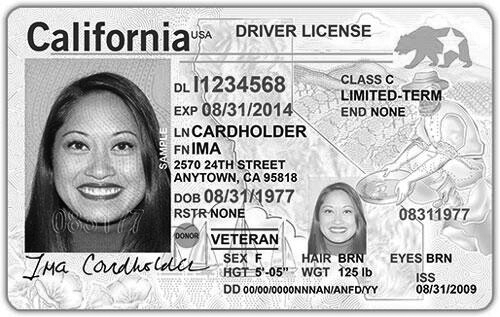 California USA DRIVER LICENSE
DL I1234568 CLASS C
EXP 08/31/2014 LIMITED-TERM
END NONE
LN CARDHOLDER
FN IMA
2570 24TH STREET
ANYTOWN, CA 95818
DOB 08/31/1977
RSTR NONE 08311977
SAMPLE
083177
DONOR VETERAN
SEX F HAIR BRN EYES BRN
HGT 5'-05" WGT 125 lb ISS
DD 00/00/0000NNNAN/ANFD/YY 08/31/2009
Ima Cardholder